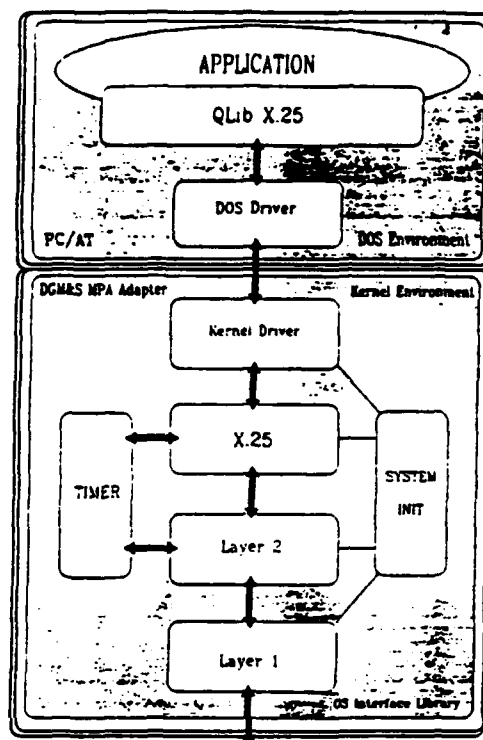 APPLICATION
QLib X.25
DOS Driver
PC/AT
DOS Environment
DGM&S MPA Adapter
Kernel Environment
Kernel Driver
X.25
TIMER
SYSTEM
INIT
Layer 2
Layer 1
OS Interface Library